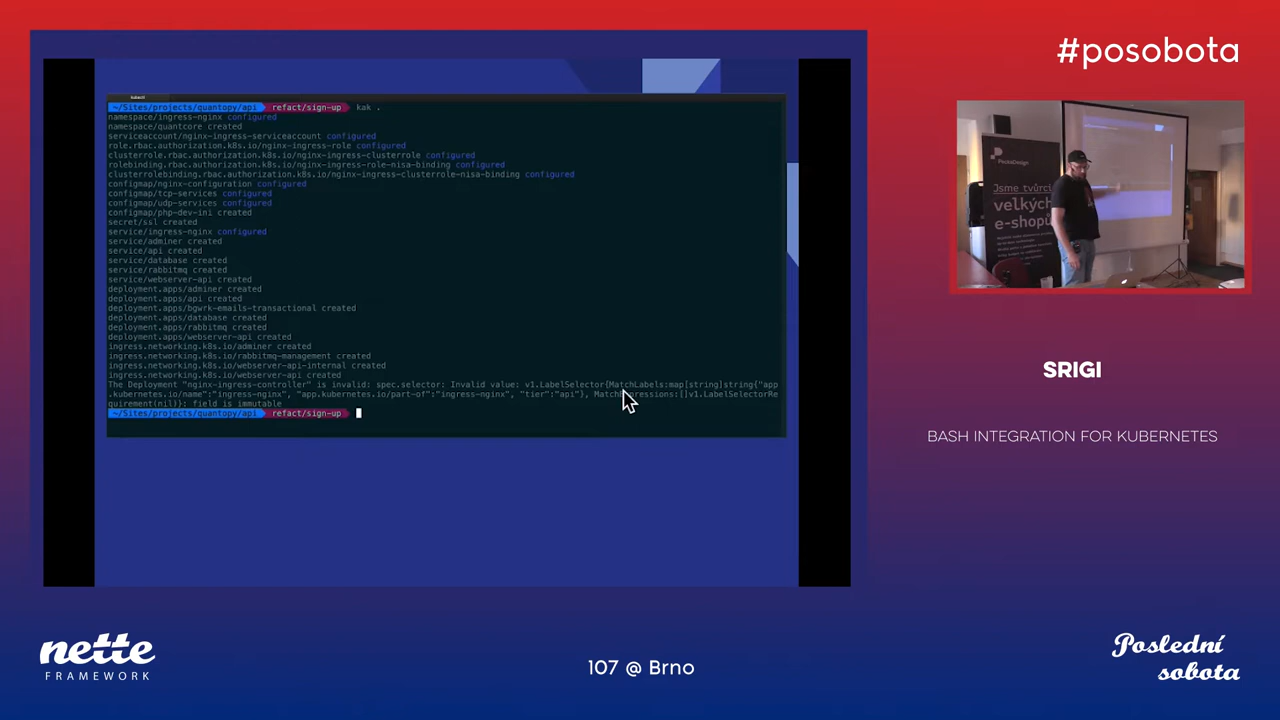 #posobota
kubectl
~/Sites/projects/quantopy/api refact/sign-up kak .
namespace/ingress-nginx configured
namespace/quantcore created
serviceaccount/nginx-ingress-serviceaccount configured
role.rbac.authorization.k8s.io/nginx-ingress-role configured
clusterrole.rbac.authorization.k8s.io/nginx-ingress-clusterrole configured
rolebinding.rbac.authorization.k8s.io/nginx-ingress-role-nisa-binding configured
clusterrolebinding.rbac.authorization.k8s.io/nginx-ingress-clusterrole-nisa-binding configured
configmap/nginx-configuration configured
configmap/tcp-services configured
configmap/udp-services configured
configmap/php-dev-ini created
secret/ssl created
service/ingress-nginx configured
service/adminer created
service/api created
service/database created
service/rabbitmq created
service/webserver-api created
deployment.apps/adminer created
deployment.apps/api created
deployment.apps/bgwrk-emails-transactional created
deployment.apps/database created
deployment.apps/rabbitmq created
deployment.apps/webserver-api created
ingress.networking.k8s.io/adminer created
ingress.networking.k8s.io/rabbitmq-management created
ingress.networking.k8s.io/webserver-api-internal created
ingress.networking.k8s.io/webserver-api created
The Deployment "nginx-ingress-controller" is invalid: spec.selector: Invalid value: v1.LabelSelector{MatchLabels:map[string]string{"app
.kubernetes.io/name":"ingress-nginx", "app.kubernetes.io/part-of":"ingress-nginx", "tier":"api"}, MatchExpressions:[]v1.LabelSelectorRe
quirement(nil)}: field is immutable
~/Sites/projects/quantopy/api refact/sign-up
PeckaDesign
Jsme tvůrci
velkých
e-shopů
SRIGI
BASH INTEGRATION FOR KUBERNETES
nette
FRAMEWORK
107 @ Brno
Poslední
sobota